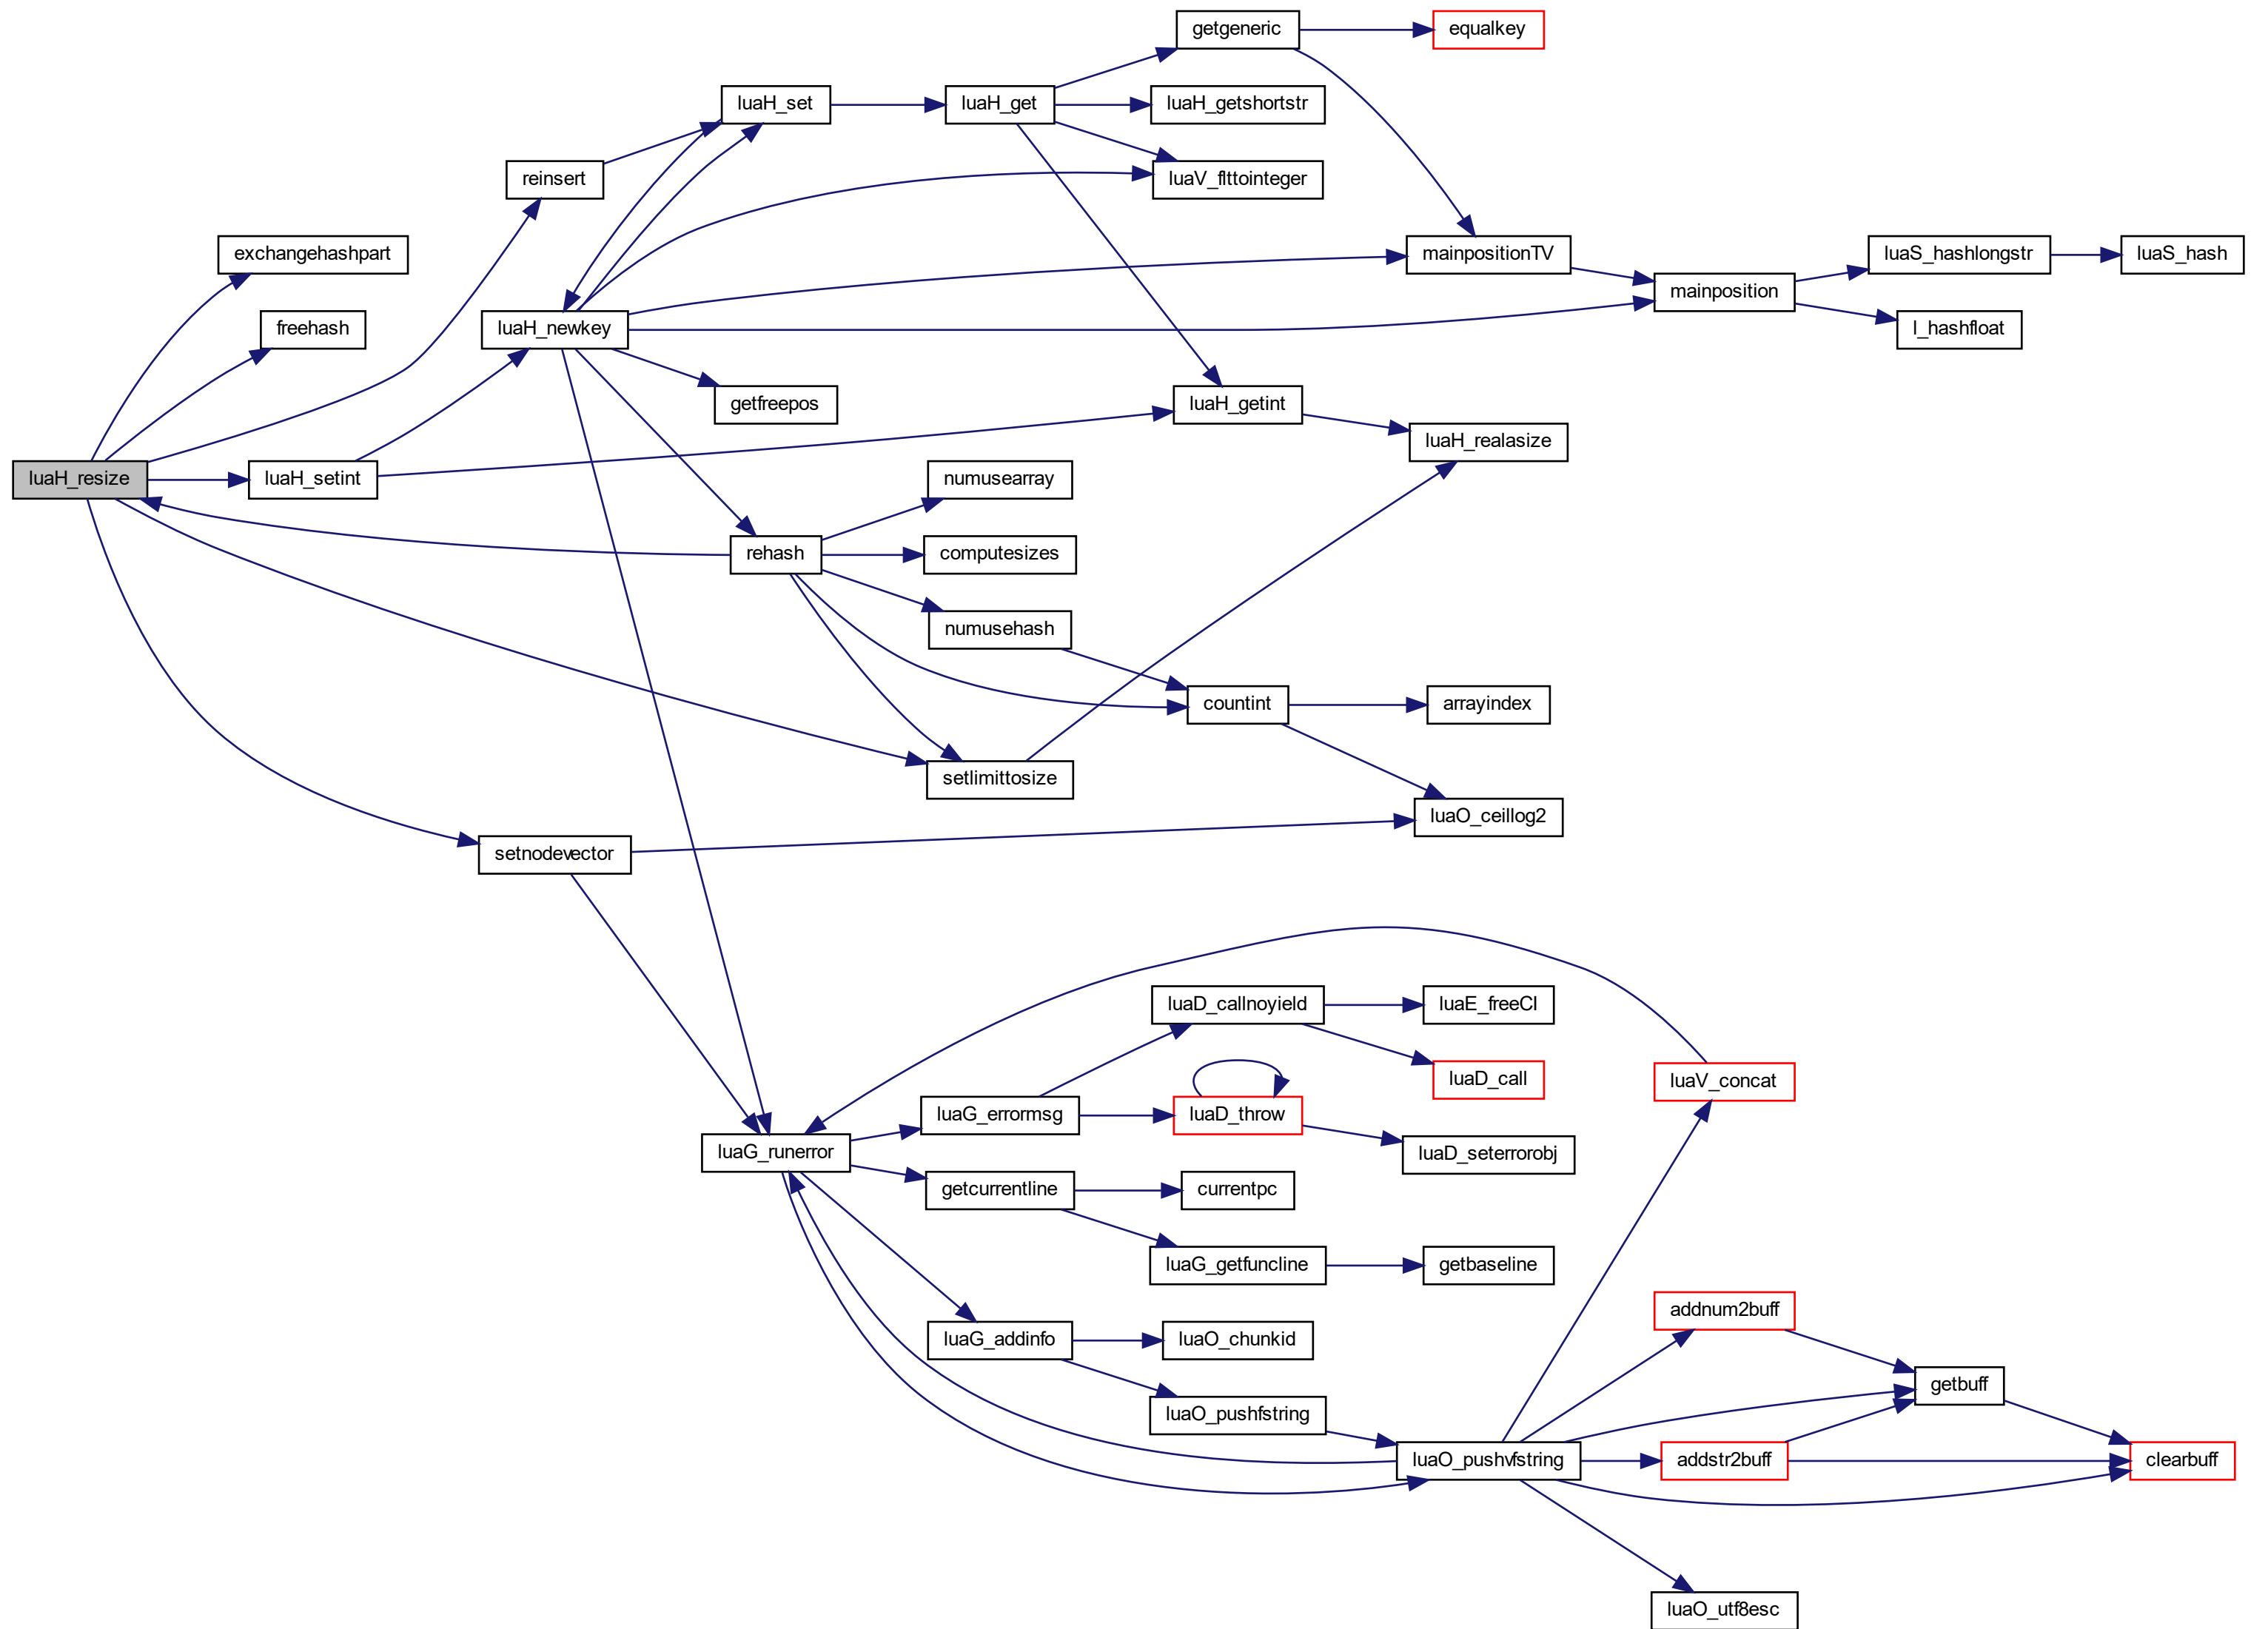 getgeneric
equalkey
luaH_set
luaH_get
luaH_getshortstr
reinsert
luaV_flttointeger
exchangehashpart
mainpositionTV
luaS_hashlongstr
luaS_hash
mainposition
freehash
luaH_newkey
l_hashfloat
getfreepos
luaH_getint
luaH_realasize
luaH_resize
luaH_setint
numusearray
rehash
computesizes
numusehash
countint
arrayindex
setlimittosize
luaO_ceillog2
setnodevector
luaD_callnoyield
luaE_freeCI
luaV_concat
luaD_call
luaG_errormsg
luaD_throw
luaG_runerror
luaD_seterrorobj
getcurrentline
currentpc
luaG_getfuncline
getbaseline
addnum2buff
luaG_addinfo
luaO_chunkid
getbuff
luaO_pushfstring
luaO_pushvfstring
addstr2buff
clearbuff
luaO_utf8esc